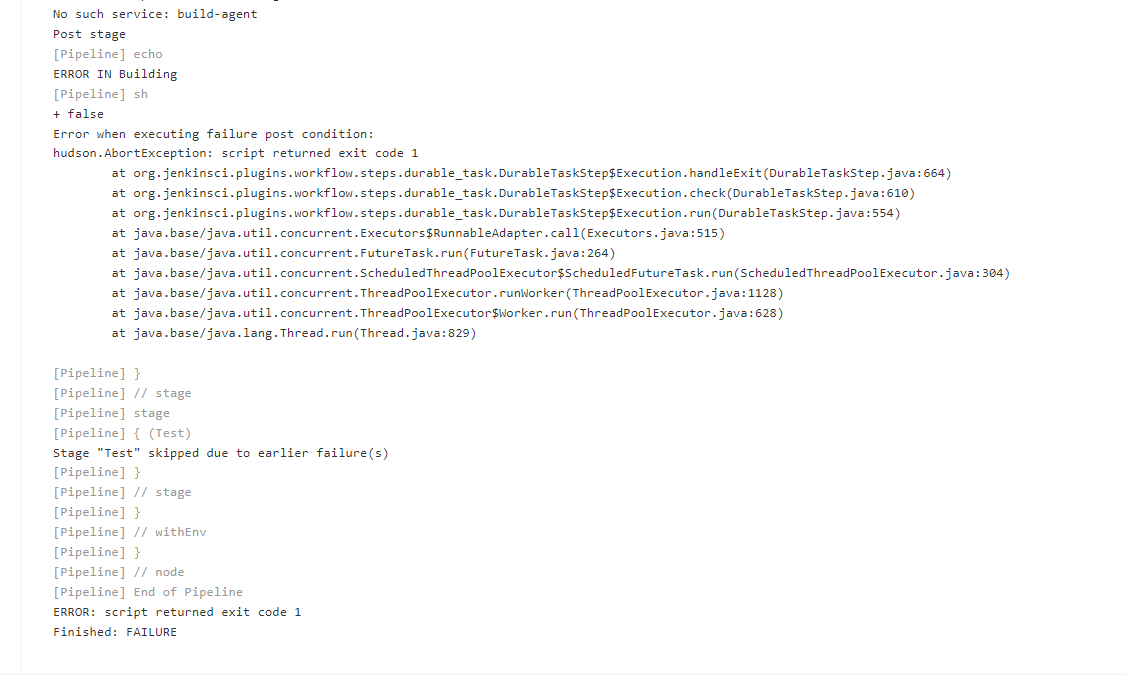 No such service: build-agent
Post stage
[Pipeline] echo
ERROR IN Building
[Pipeline] sh
+ false
Error when executing failure post condition:
hudson.AbortException: script returned exit code 1
at org.jenkinsci.plugins.workflow.steps.durable_task.DurableTaskStep$Execution.handleExit(DurableTaskStep.java:664)
at org.jenkinsci.plugins.workflow.steps.durable_task.DurableTaskStep$Execution.check(DurableTaskStep.java:610)
at org.jenkinsci.plugins.workflow.steps.durable_task.DurableTaskStep$Execution.run(DurableTaskStep.java:554)
at java.base/java.util.concurrent.Executors$RunnableAdapter.call(Executors.java:515)
at java.base/java.util.concurrent.FutureTask.run(FutureTask.java:264)
at java.base/java.util.concurrent.ScheduledThreadPoolExecutor$ScheduledFutureTask.run(ScheduledThreadPoolExecutor.java:304)
at java.base/java.util.concurrent.ThreadPoolExecutor.runWorker(ThreadPoolExecutor.java:1128)
at java.base/java.util.concurrent.ThreadPoolExecutor$Worker.run(ThreadPoolExecutor.java:628)
at java.base/java.lang.Thread.run(Thread.java:829)
[Pipeline] }
[Pipeline] // stage
[Pipeline] stage
[Pipeline] { (Test)
Stage "Test" skipped due to earlier failure(s)
[Pipeline] }
[Pipeline] // stage
[Pipeline] }
[Pipeline] // withEnv
[Pipeline] }
[Pipeline] // node
[Pipeline] End of Pipeline
ERROR: script returned exit code 1
Finished: FAILURE